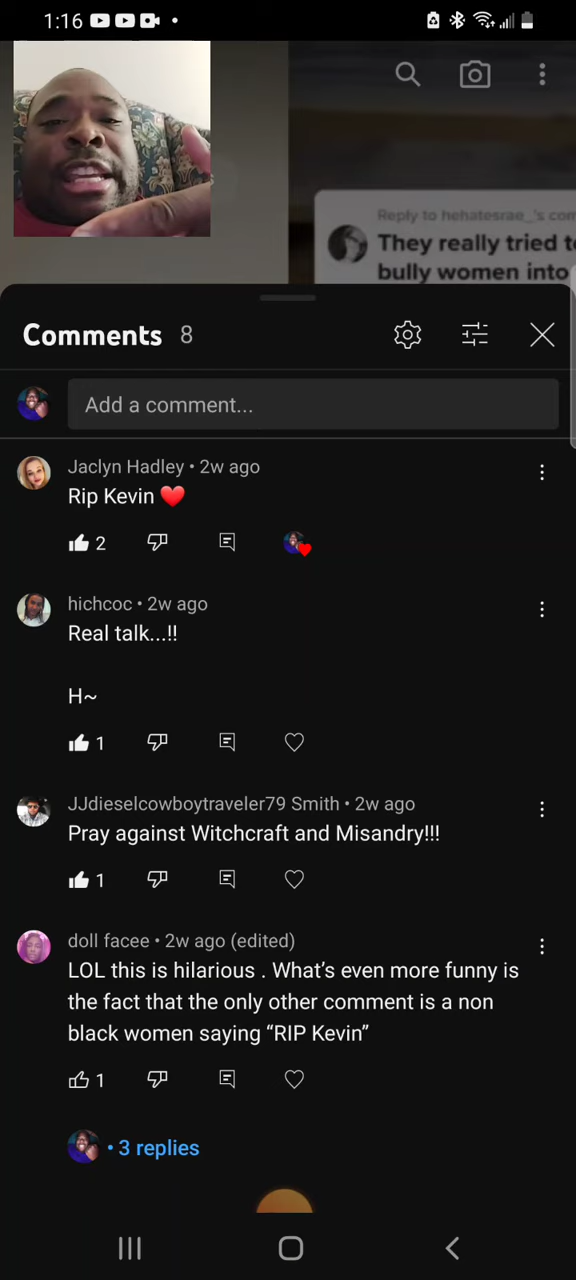 1:16
Reply to hehatesrae_'s com
They really tried to
bully women into
Comments 8
Add a comment...
Jaclyn Hadley • 2w ago
Rip Kevin ❤️
2
hichcoc • 2w ago
Real talk...!!
H~
1
JJdieselcowboytraveler79 Smith • 2w ago
Pray against Witchcraft and Misandry!!!
1
doll facee • 2w ago (edited)
LOL this is hilarious . What's even more funny is
the fact that the only other comment is a non
black women saying “RIP Kevin”
1
• 3 replies